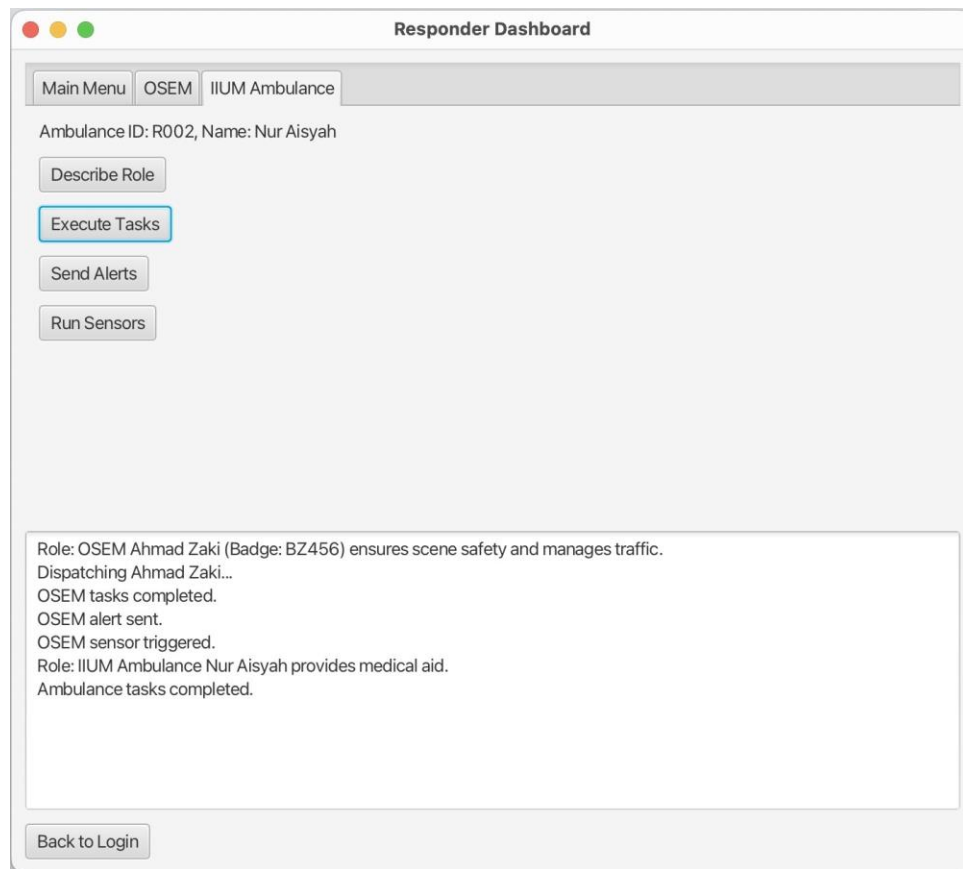 Responder Dashboard
Main Menu OSEM IIUM Ambulance
Ambulance ID: R002, Name: Nur Aisyah
Describe Role
Execute Tasks
Send Alerts
Run Sensors
Role: OSEM Ahmad Zaki (Badge: BZ456) ensures scene safety and manages traffic.
Dispatching Ahmad Zaki...
OSEM tasks completed.
OSEM alert sent.
OSEM sensor triggered.
Role: IIUM Ambulance Nur Aisyah provides medical aid.
Ambulance tasks completed.
Back to Login